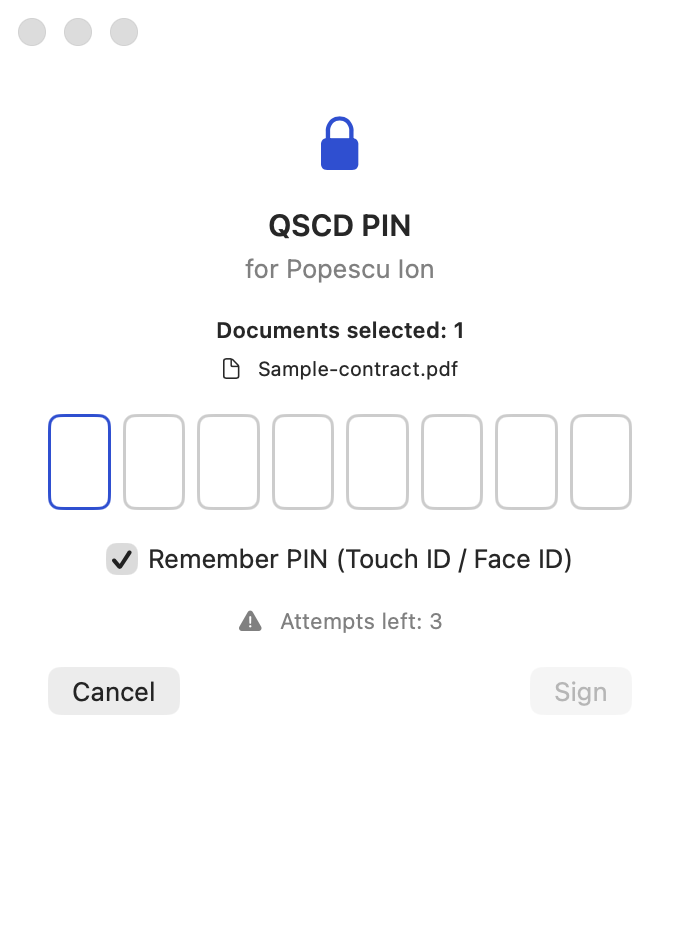 QSCD PIN
for Popescu Ion
Documents selected: 1
Sample-contract.pdf
Remember PIN (Touch ID / Face ID)
Attempts left: 3
Cancel
Sign